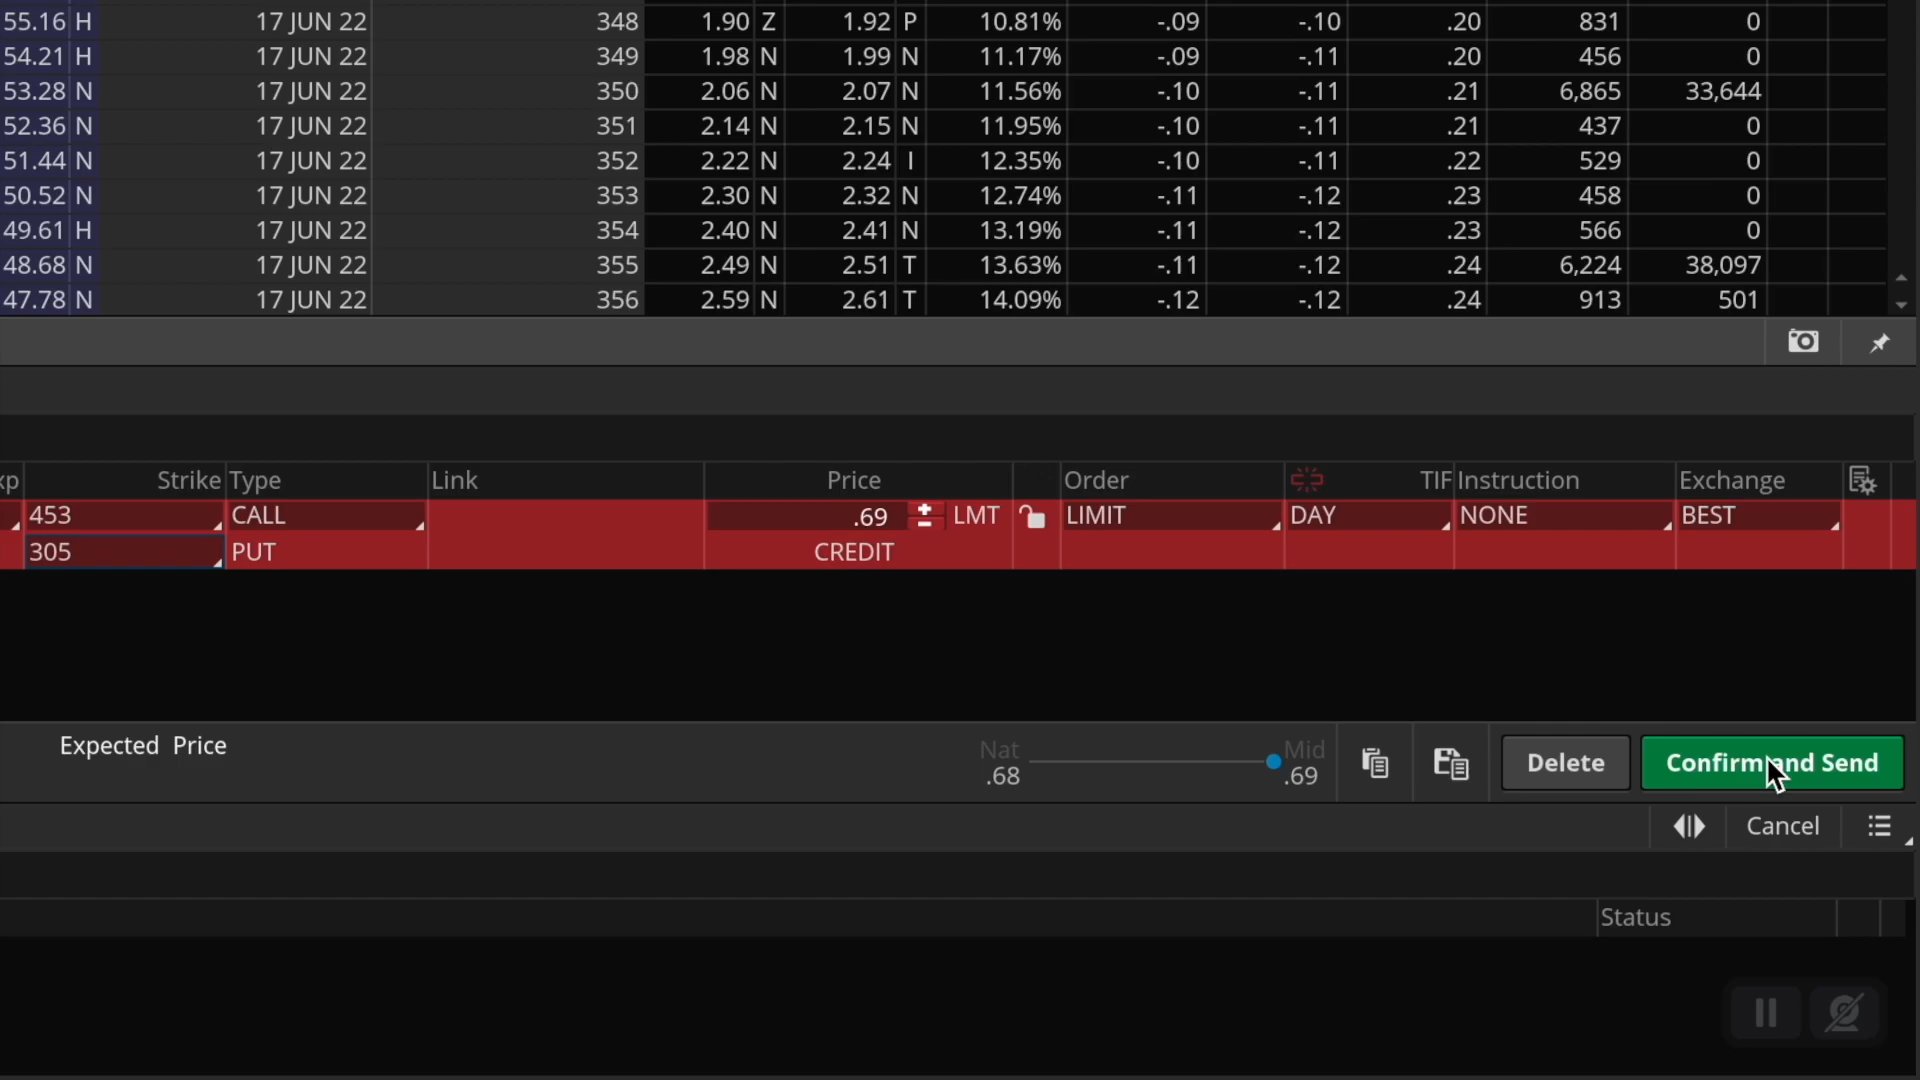 55.16 H 17 JUN 22 348 1.90 Z 1.92 P 10.81% -.09 -.10 .20 831 0
54.21 H 17 JUN 22 349 1.98 N 1.99 N 11.17% -.09 -.11 .20 456 0
53.28 N 17 JUN 22 350 2.06 N 2.07 N 11.56% -.10 -.11 .21 6,865 33,644
52.36 N 17 JUN 22 351 2.14 N 2.15 N 11.95% -.10 -.11 .21 437 0
51.44 N 17 JUN 22 352 2.22 N 2.24 I 12.35% -.10 -.11 .22 529 0
50.52 N 17 JUN 22 353 2.30 N 2.32 N 12.74% -.11 -.12 .23 458 0
49.61 H 17 JUN 22 354 2.40 N 2.41 N 13.19% -.11 -.12 .23 566 0
48.68 N 17 JUN 22 355 2.49 N 2.51 T 13.63% -.11 -.12 .24 6,224 38,097
47.78 N 17 JUN 22 356 2.59 N 2.61 T 14.09% -.12 -.12 .24 913 501
xp Strike Type Link Price Order TIF Instruction Exchange
453 CALL .69 LMT LIMIT DAY NONE BEST
305 PUT CREDIT
Expected Price Nat Mid
.68 .69 Delete Confirm and Send
Cancel
Status